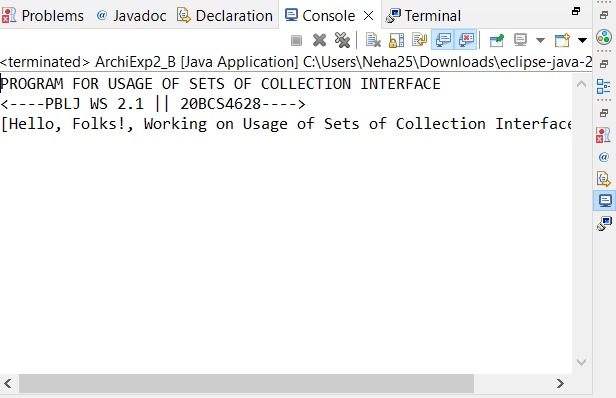 Problems @ Javadoc Declaration Console Terminal
<terminated> ArchiExp2_B [Java Application] C:\Users\Neha25\Downloads\eclipse-java-2
PROGRAM FOR USAGE OF SETS OF COLLECTION INTERFACE
<----PBLJ WS 2.1 || 20BCS4628---->
[Hello, Folks!, Working on Usage of Sets of Collection Interface